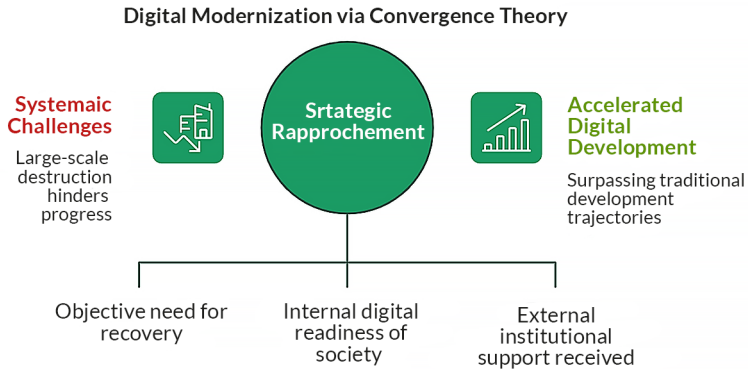 Digital Modernization via Convergence Theory
Systemaic
Challenges
Large-scale
destruction
hinders
progress
Srtategic
Rapprochement
Accelerated
Digital
Development
Surpassing traditional
development
trajectories
Objective need for
recovery
Internal digital
readiness of
society
External
institutional
support received